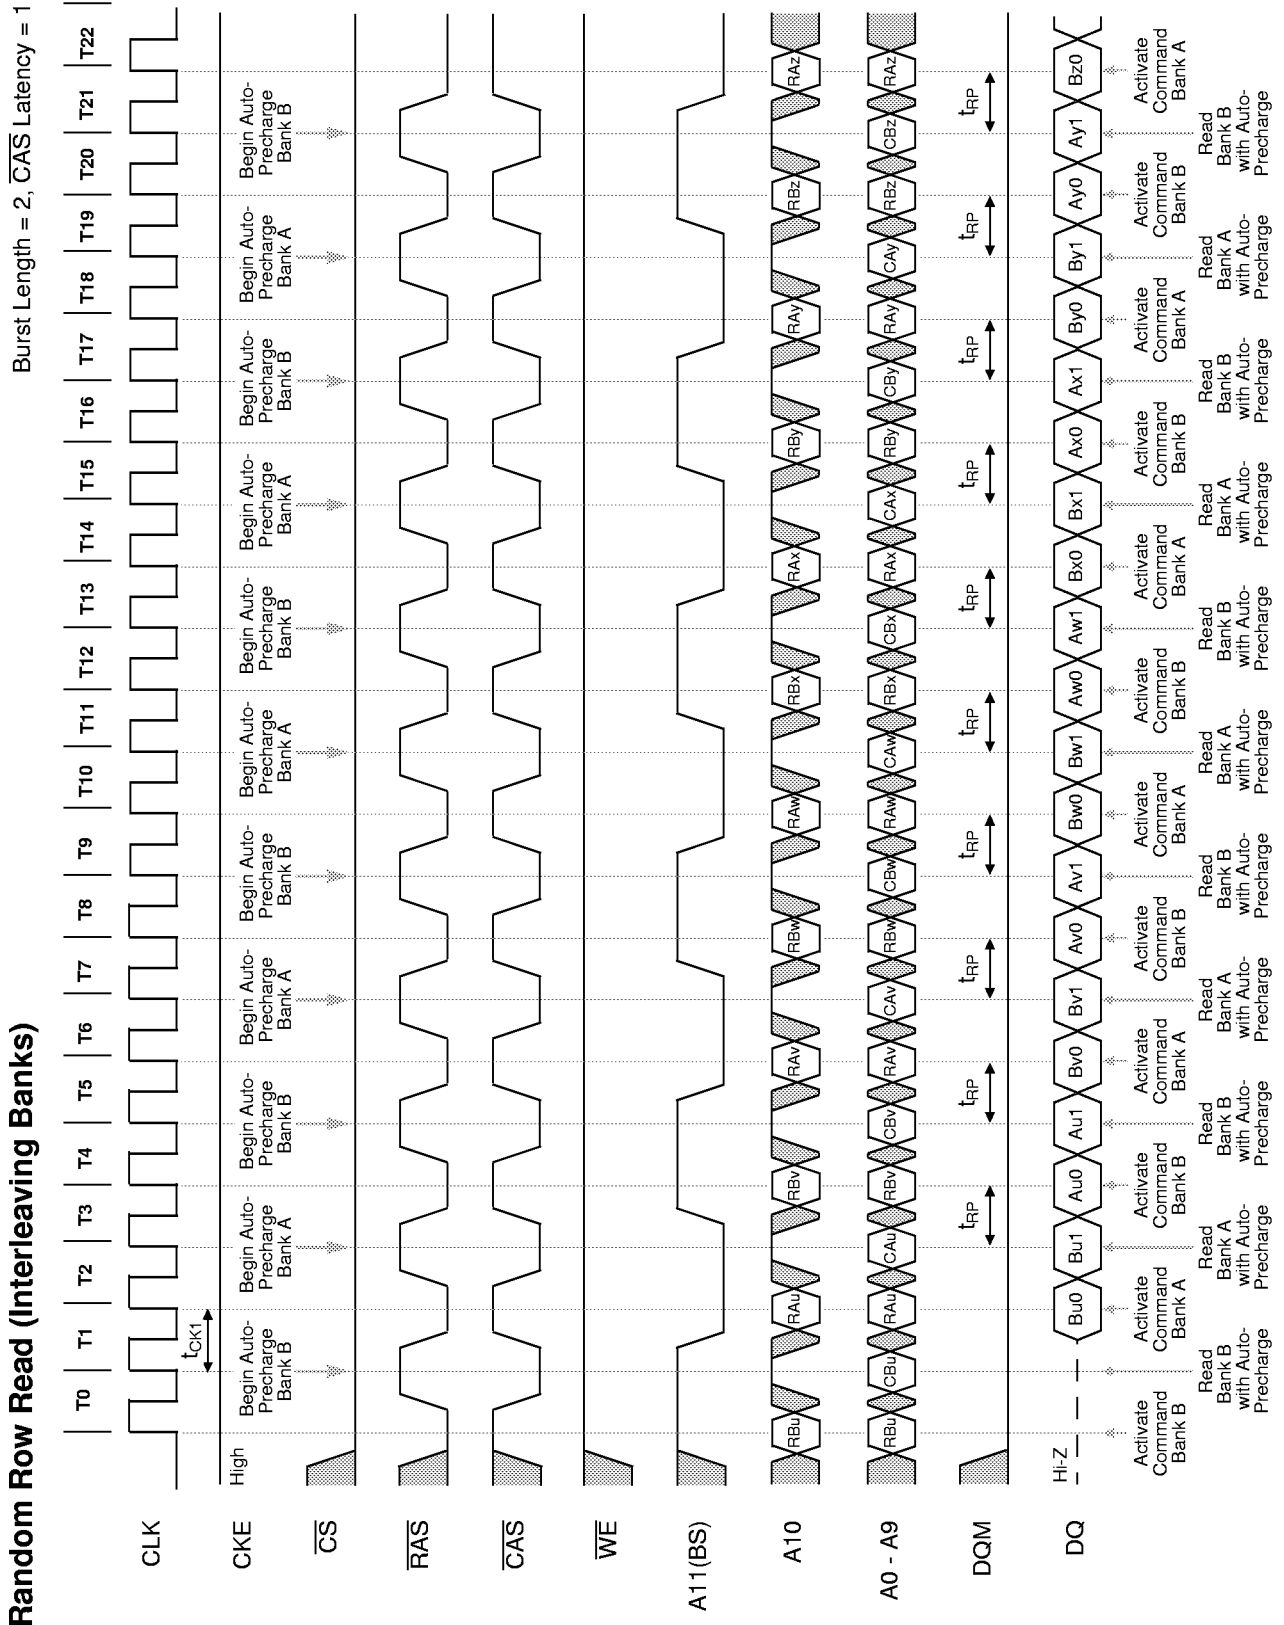 Random Row Read (Interleaving Banks)
Burst Length = 2, CAS Latency = 1
T0 T1 T2 T3 T4 T5 T6 T7 T8 T9 T10 T11 T12 T13 T14 T15 T16 T17 T18 T19 T20 T21 T22
CLK
tCK1
CKE
High
Begin Auto-
Precharge
Bank B
Begin Auto-
Precharge
Bank A
Begin Auto-
Precharge
Bank B
Begin Auto-
Precharge
Bank A
Begin Auto-
Precharge
Bank B
Begin Auto-
Precharge
Bank A
Begin Auto-
Precharge
Bank B
Begin Auto-
Precharge
Bank A
Begin Auto-
Precharge
Bank B
Begin Auto-
Precharge
Bank A
Begin Auto-
Precharge
Bank B
CS
RAS
CAS
WE
A11(BS)
A10
RBu RAu RBv RAv RBw RAw RBx RAx RBy RAy RBz RAz
A0 - A9
RBu CBu RAu CAu RBv CBv RAv CAv RBw CBw RAw CAw RBx CBx RAx CAx RBy CBy RAy CAy RBz CBz RAz
DQM
tRP tRP tRP tRP tRP tRP tRP tRP tRP tRP
DQ
Hi-Z
Bu0 Bu1 Au0 Au1 Bv0 Bv1 Av0 Av1 Bw0 Bw1 Aw0 Aw1 Bx0 Bx1 Ax0 Ax1 By0 By1 Ay0 Ay1 Bz0
Activate
Command
Bank B
Read
Bank B
with Auto-
Precharge
Activate
Command
Bank A
Read
Bank A
with Auto-
Precharge
Activate
Command
Bank B
Read
Bank B
with Auto-
Precharge
Activate
Command
Bank A
Read
Bank A
with Auto-
Precharge
Activate
Command
Bank B
Read
Bank B
with Auto-
Precharge
Activate
Command
Bank A
Read
Bank A
with Auto-
Precharge
Activate
Command
Bank B
Read
Bank B
with Auto-
Precharge
Activate
Command
Bank A
Read
Bank A
with Auto-
Precharge
Activate
Command
Bank B
Read
Bank B
with Auto-
Precharge
Activate
Command
Bank A
Read
Bank A
with Auto-
Precharge
Activate
Command
Bank B
Read
Bank B
with Auto-
Precharge
Activate
Command
Bank A